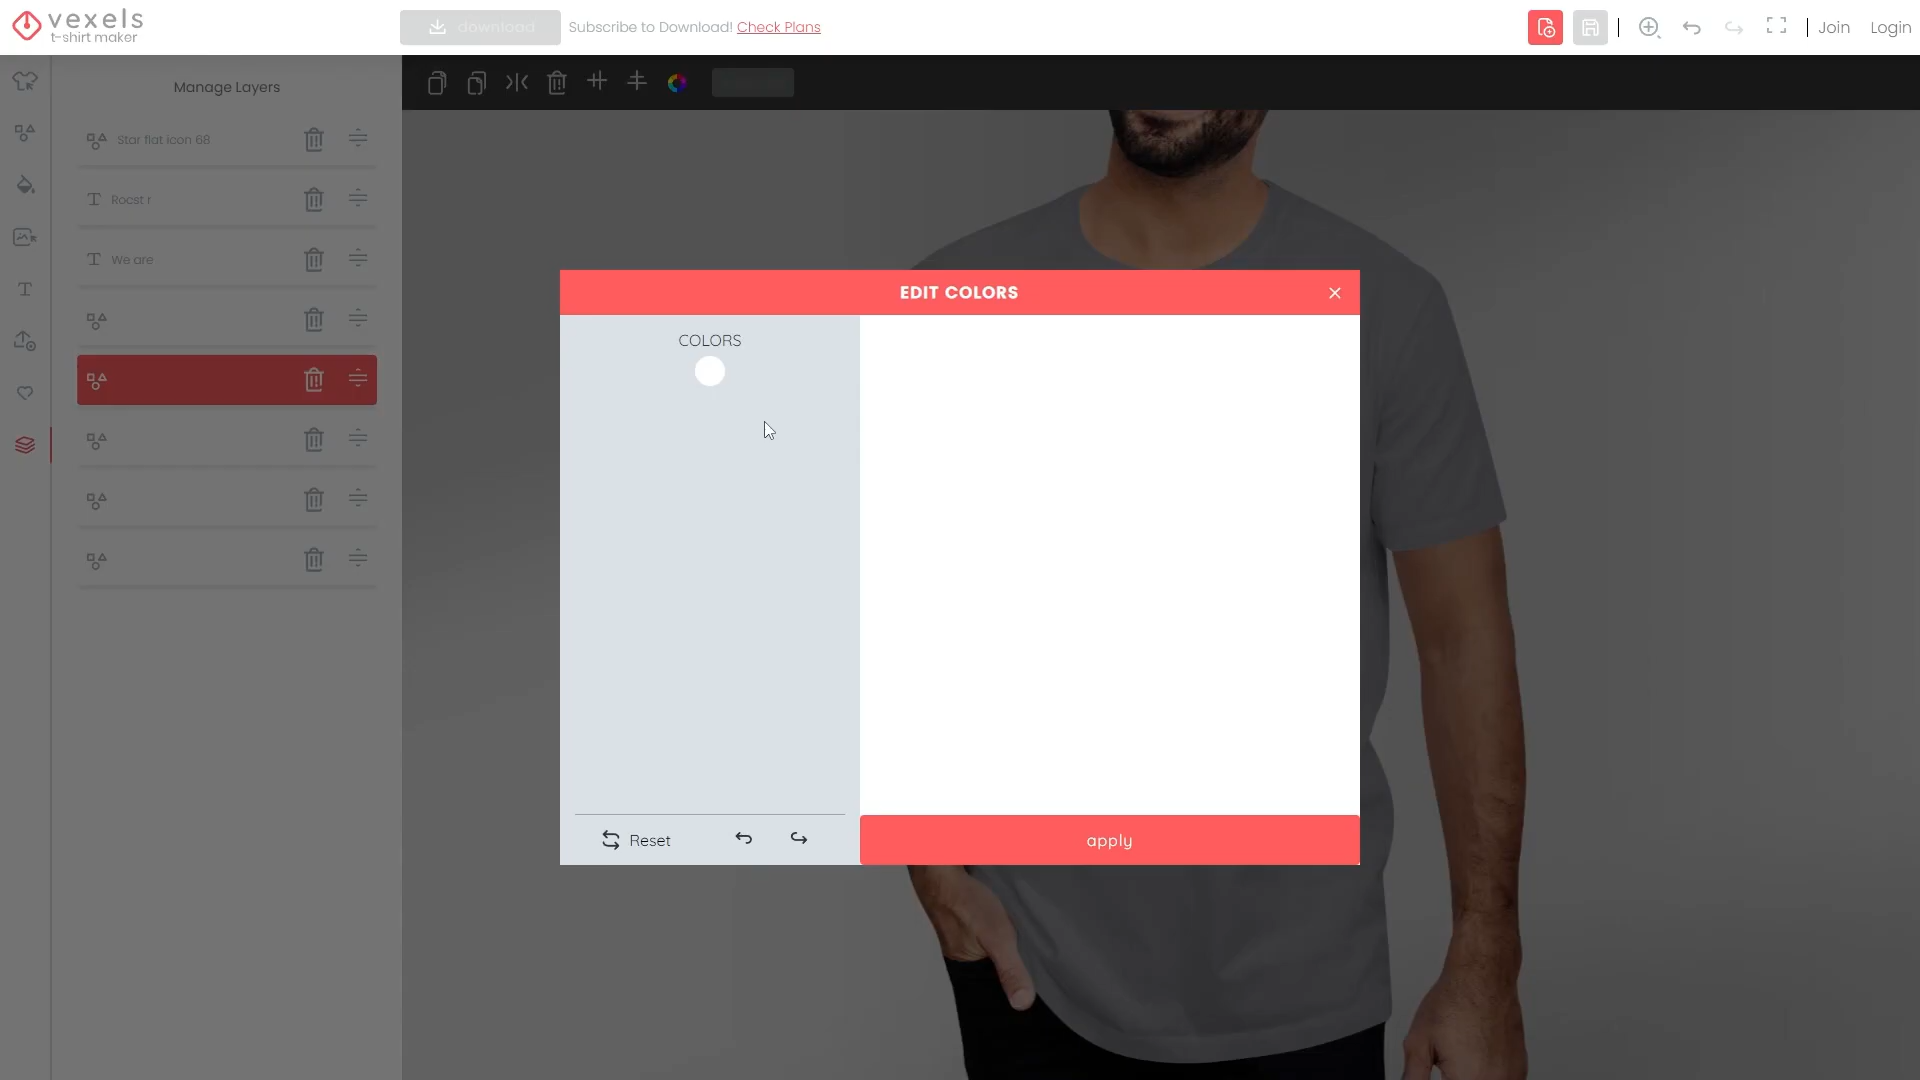 vexels
t-shirt maker
download
Subscribe to Download! Check Plans
Join
Login
Manage Layers
Star flat icon 68
Rocst r
We are
EDIT COLORS
COLORS
Reset
apply